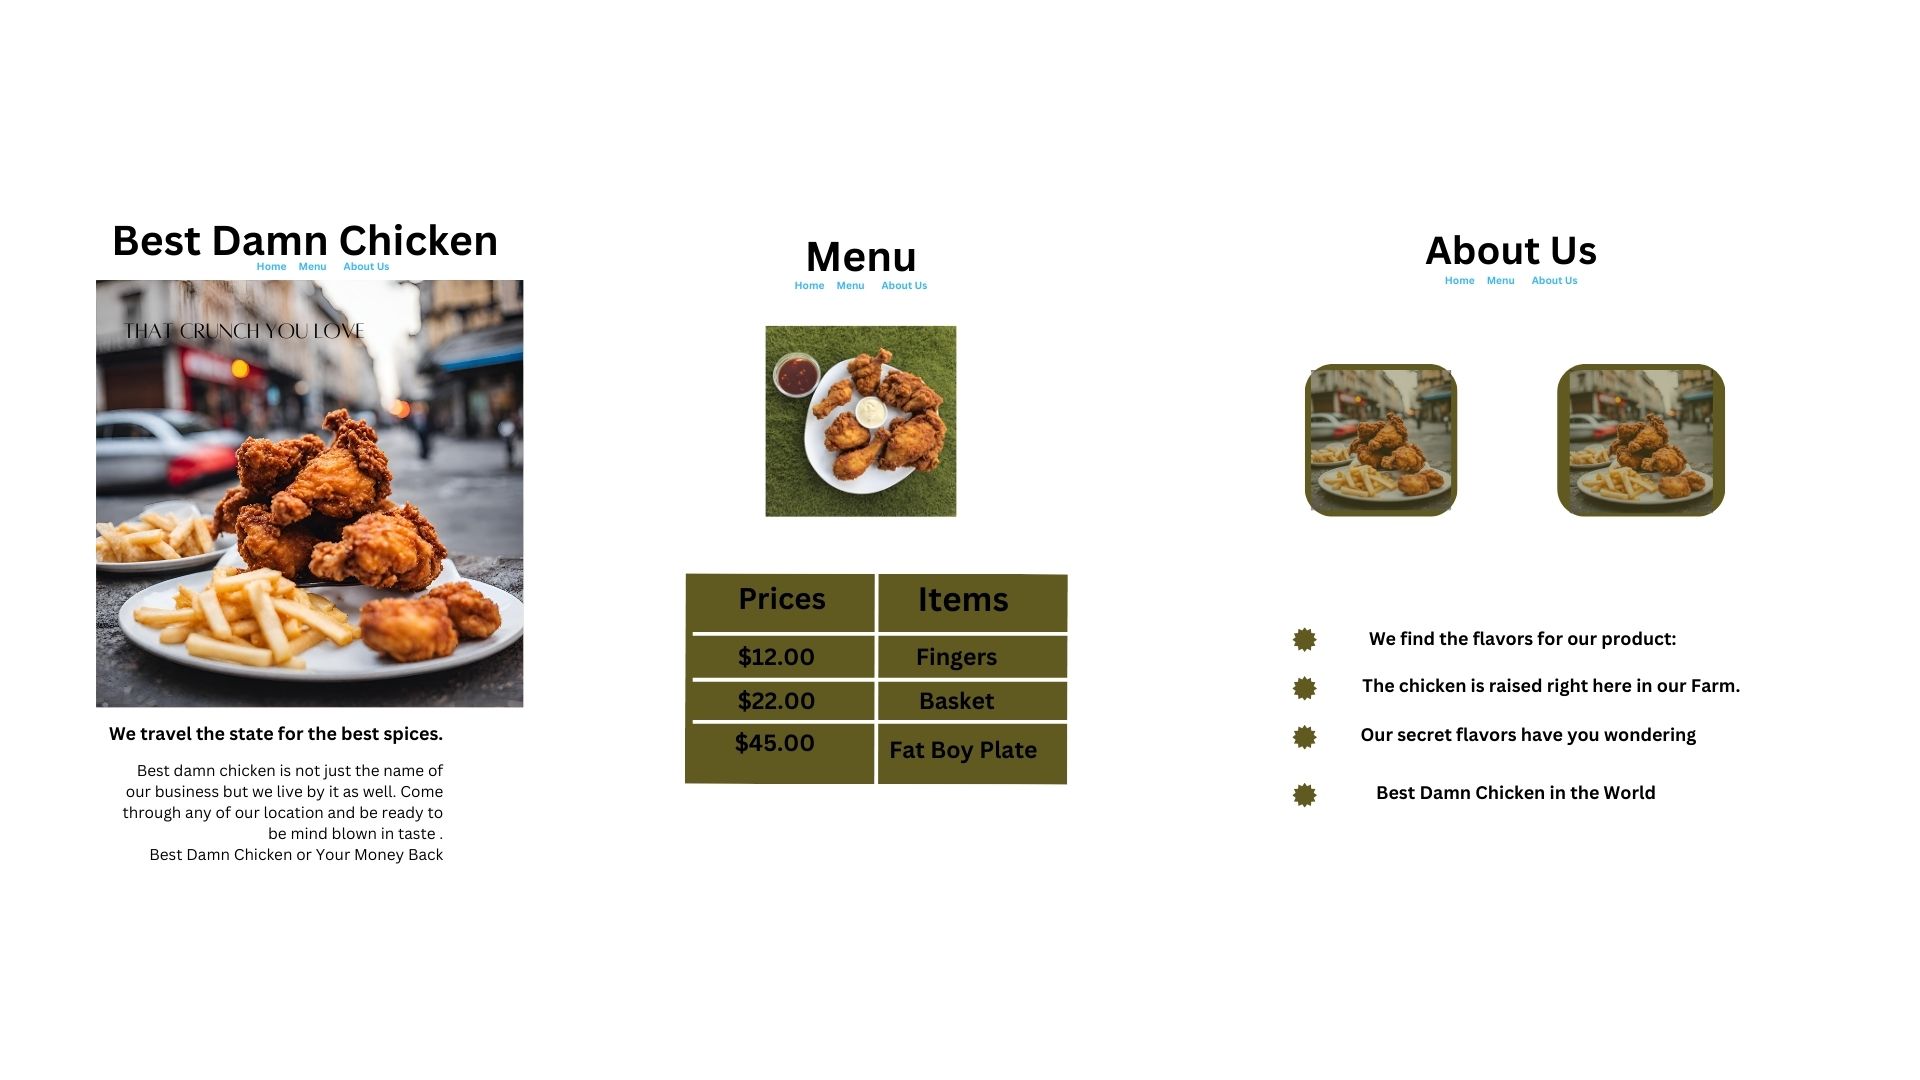 Best Damn Chicken
Home Menu About Us
THAT CRUNCH YOU LOVE
We travel the state for the best spices.
Best damn chicken is not just the name of
our business but we live by it as well. Come
through any of our location and be ready to
be mind blown in taste .
Best Damn Chicken or Your Money Back
Menu
Home Menu About Us
Prices Items
$12.00 Fingers
$22.00 Basket
$45.00 Fat Boy Plate
About Us
Home Menu About Us
We find the flavors for our product:
The chicken is raised right here in our Farm.
Our secret flavors have you wondering
Best Damn Chicken in the World